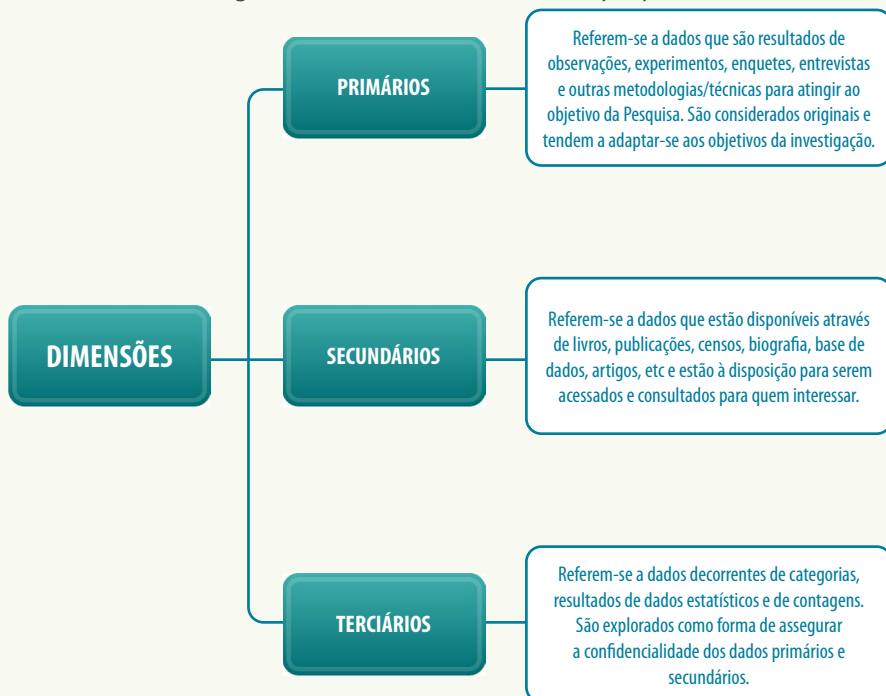 PRIMÁRIOS
Referem-se a dados que são resultados de
observações, experimentos, enquetes, entrevistas
e outras metodologias/técnicas para atingir ao
objetivo da Pesquisa. São considerados originais e
tendem a adaptar-se aos objetivos da investigação.
DIMENSÕES
SECUNDÁRIOS
Referem-se a dados que estão disponíveis através
de livros, publicações, censos, biografia, base de
dados, artigos, etc e estão à disposição para serem
acessados e consultados para quem interessar.
TERCIÁRIOS
Referem-se a dados decorrentes de categorias,
resultados de dados estatísticos e de contagens.
São explorados como forma de assegurar
a confidencialidade dos dados primários e
secundários.